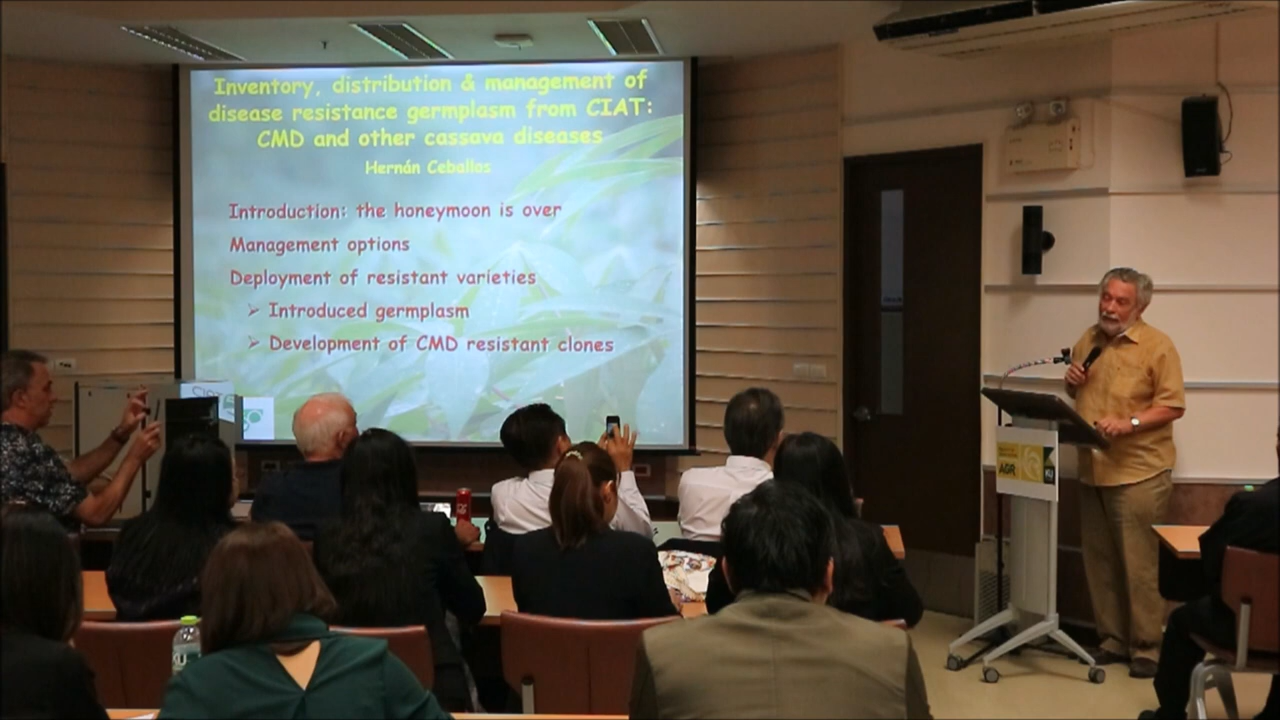 Inventory, distribution & management of
disease resistance germplasm from CIAT:
CMD and other cassava diseases
Hernán Ceballos
Introduction: the honeymoon is over
Management options
Deployment of resistant varieties
➢ Introduced germplasm
➢ Development of CMD resistant clones
AGR
KU